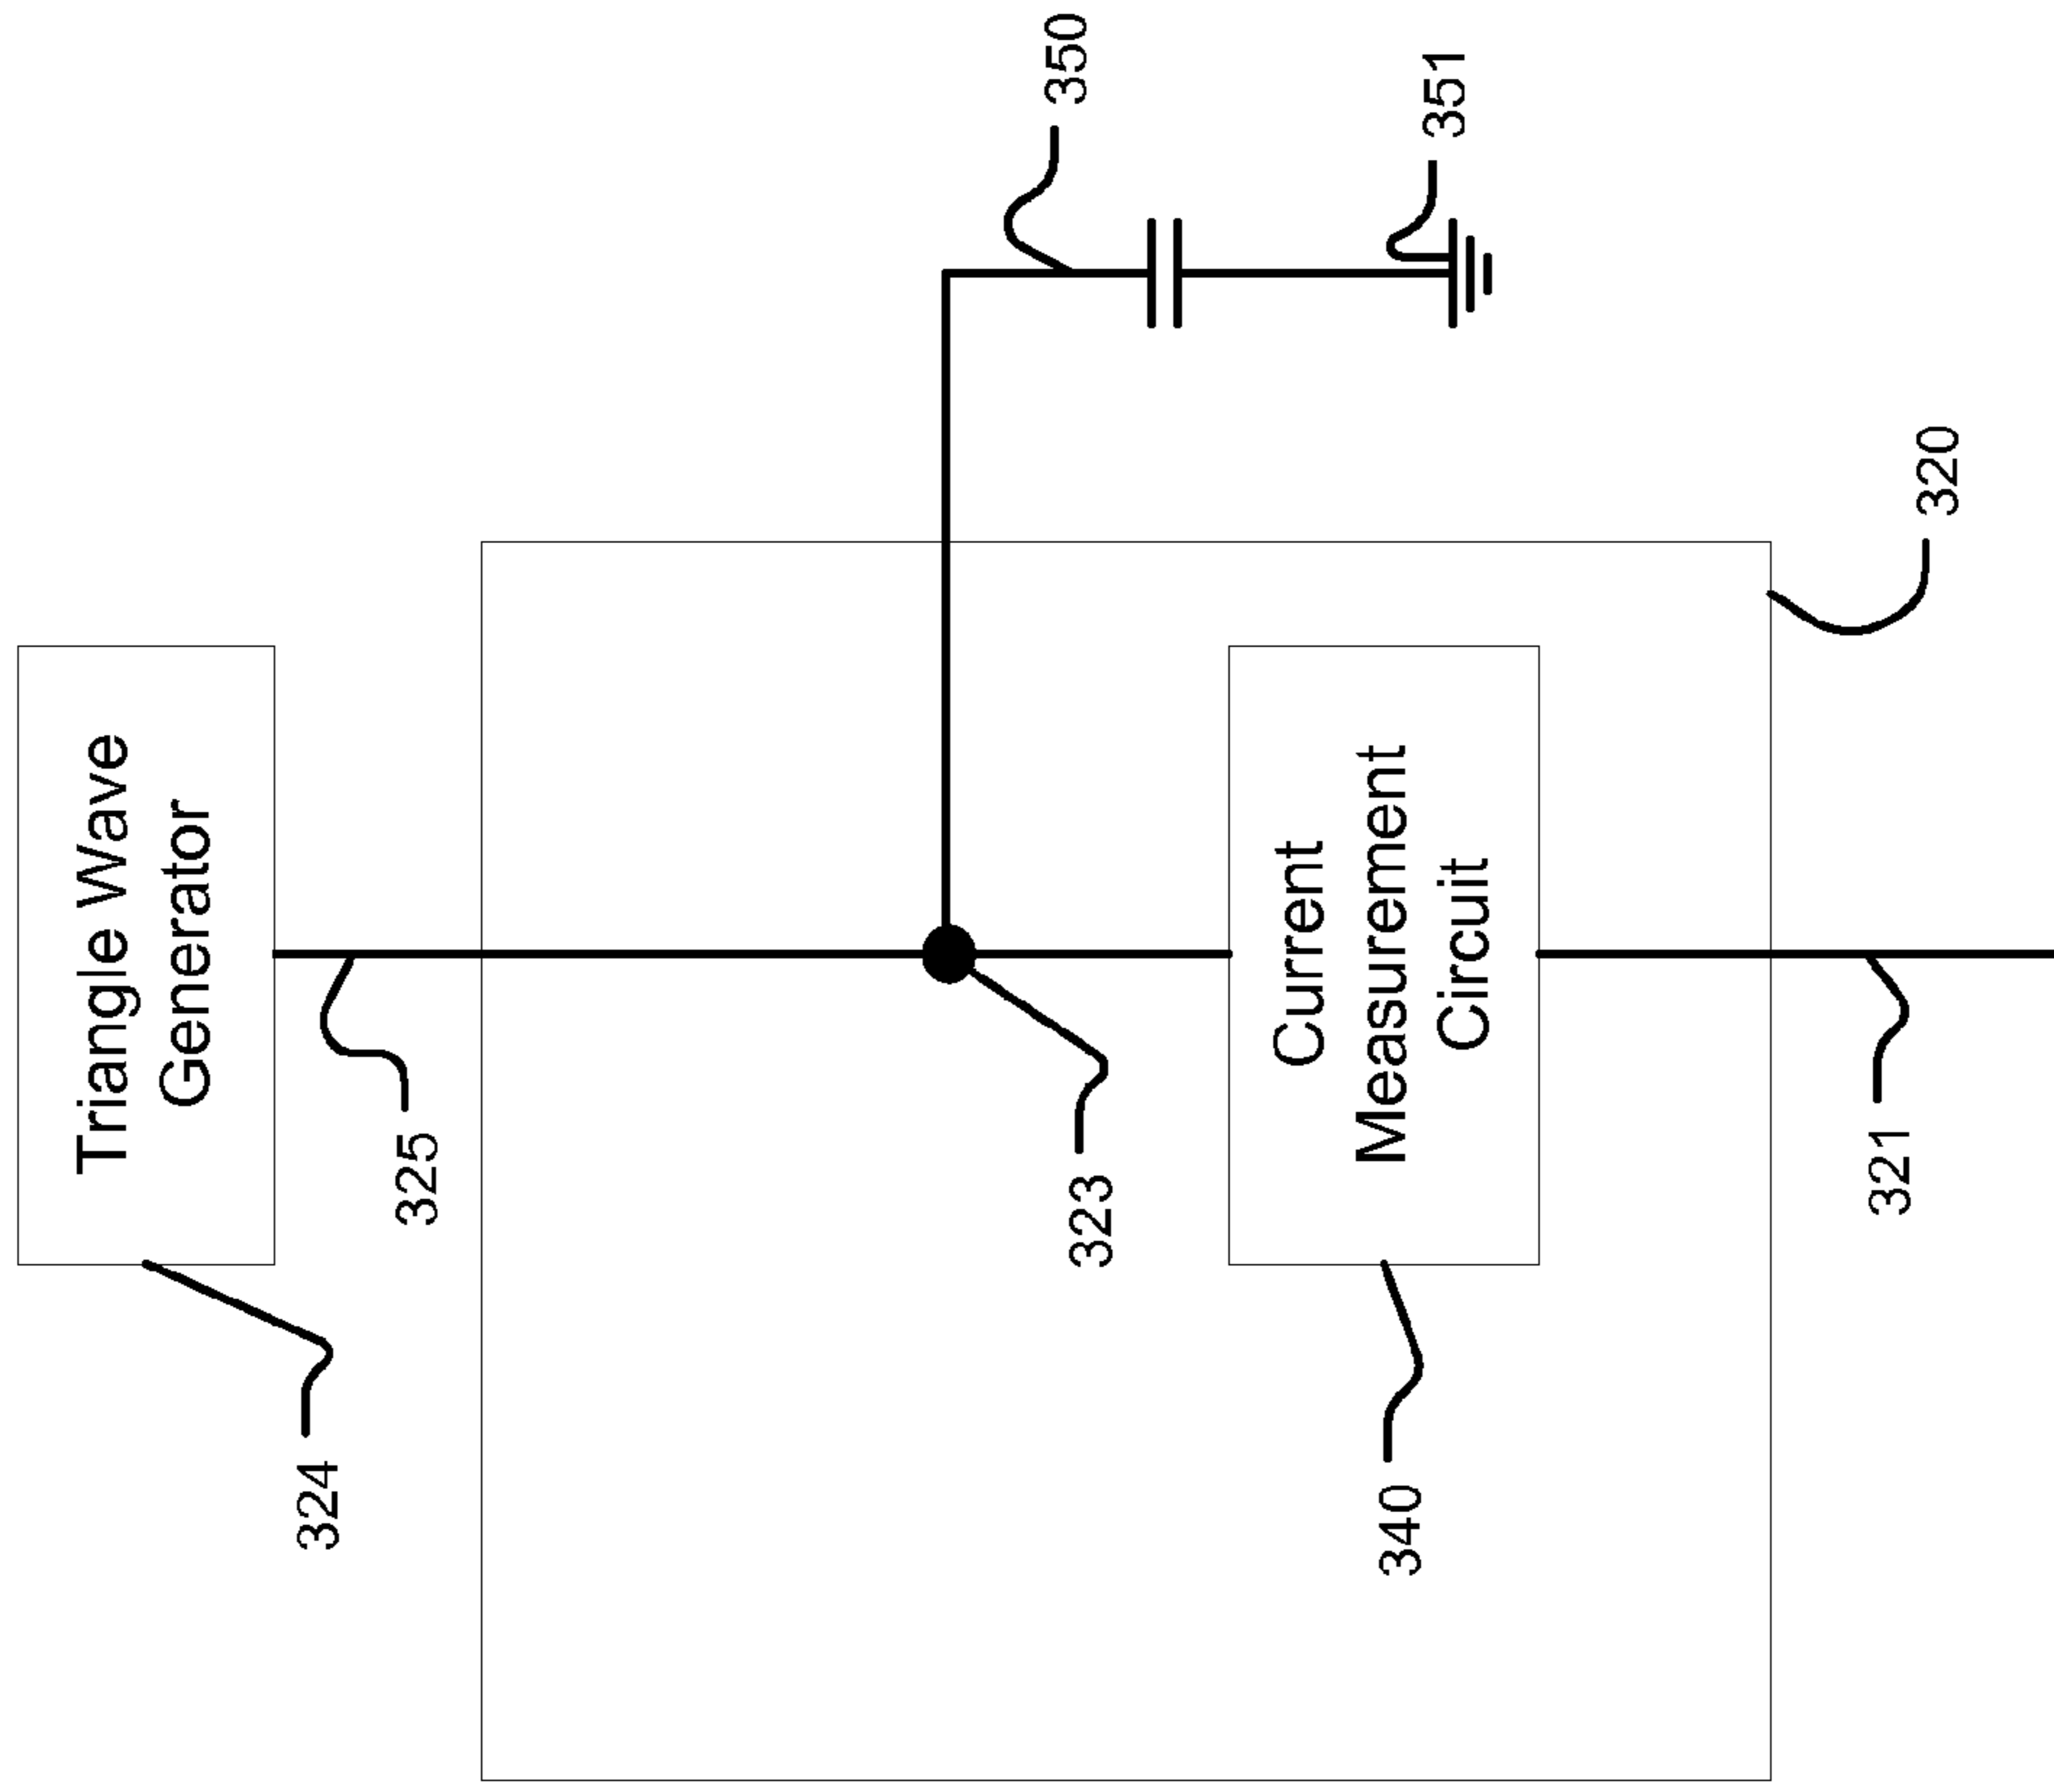 Triangle Wave
Generator
324
325
323
350
351
Current
Measurement
Circuit
340
320
321